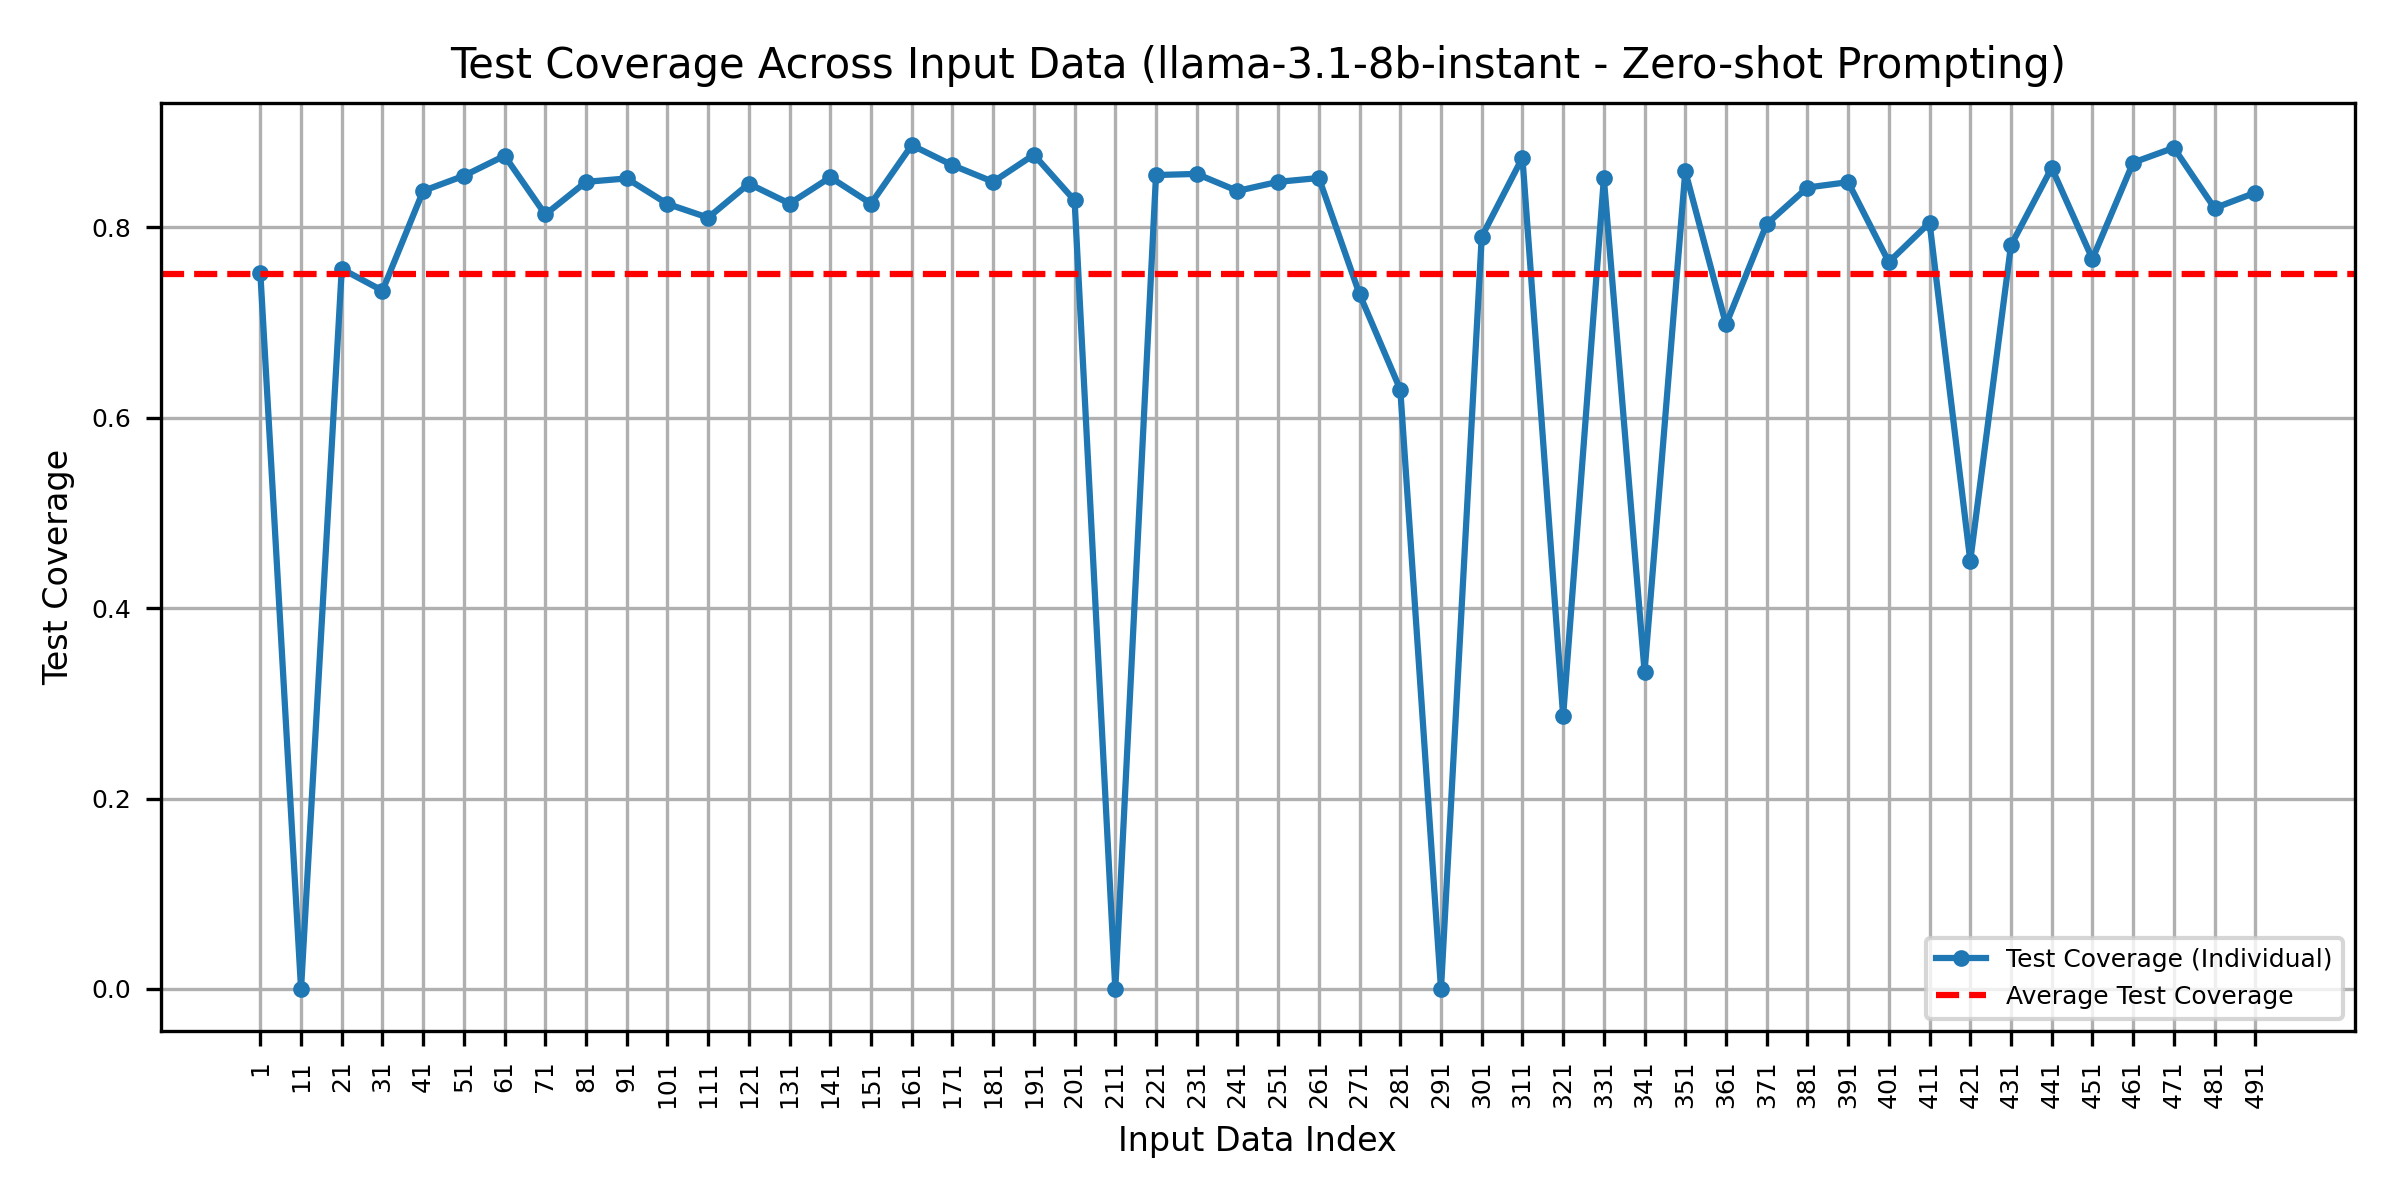 Test Coverage Across Input Data (llama-3.1-8b-instant - Zero-shot Prompting)
Test Coverage
0.8
0.6
0.4
0.2
0.0
Test Coverage (Individual)
Average Test Coverage
1 11 21 31 41 51 61 71 81 91 101 111 121 131 141 151 161 171 181 191 201 211 221 231 241 251 261 271 281 291 301 311 321 331 341 351 361 371 381 391 401 411 421 431 441 451 461 471 481 491
Input Data Index